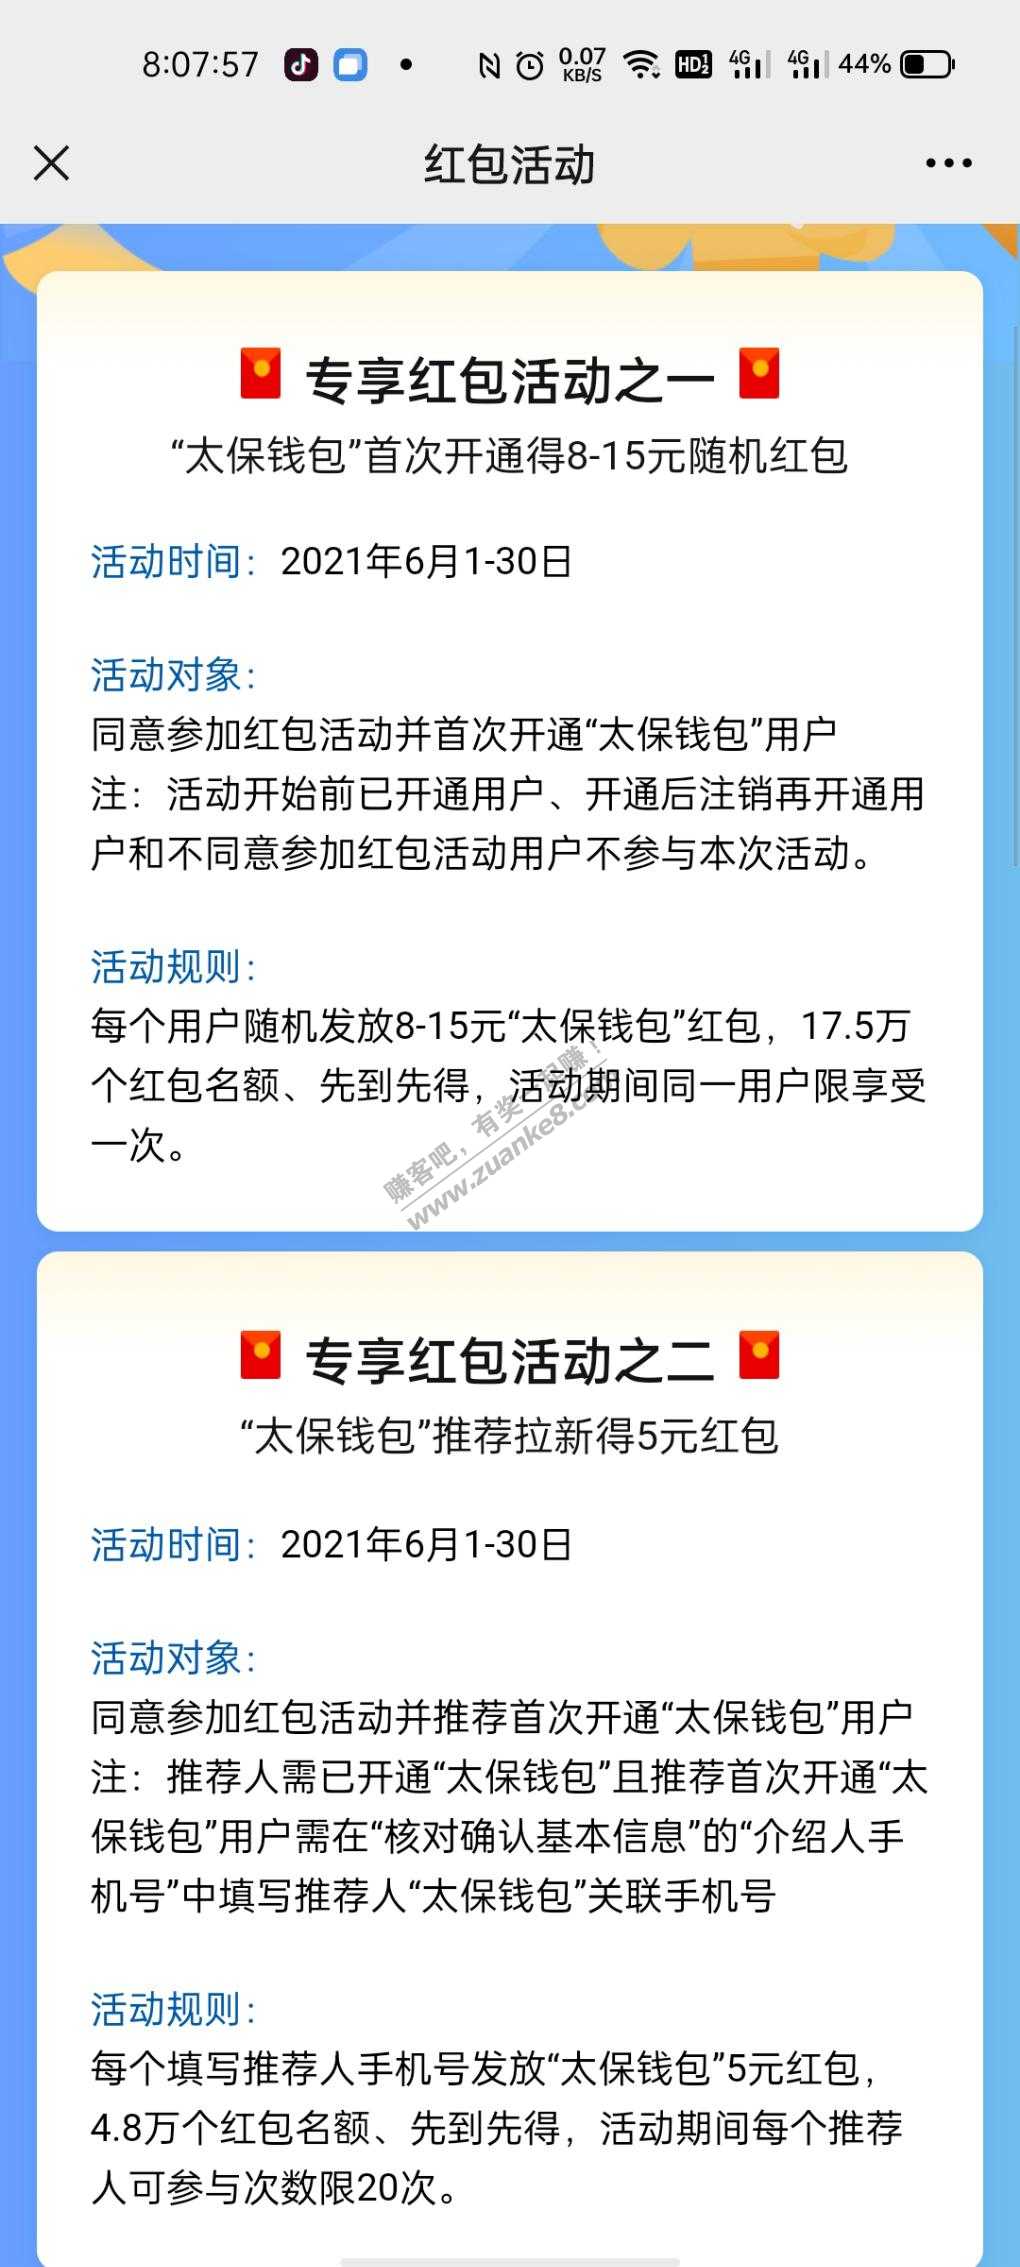 8:07:57
0.07
KB/S
HD
4G
4G
44%
红包活动
专享红包活动之一
“太保钱包”首次开通得8-15元随机红包
活动时间：2021年6月1-30日
活动对象：
同意参加红包活动并首次开通“太保钱包”用户
注：活动开始前已开通用户、开通后注销再开通用
户和不同意参加红包活动用户不参与本次活动。
活动规则：
每个用户随机发放8-15元“太保钱包”红包，17.5万
个红包名额、先到先得，活动期间同一用户限享受
一次。
赚客吧，有奖一起赚！
www.zuanke8.com
专享红包活动之二
“太保钱包”推荐拉新得5元红包
活动时间：2021年6月1-30日
活动对象：
同意参加红包活动并推荐首次开通“太保钱包”用户
注：推荐人需已开通“太保钱包”且推荐首次开通“太
保钱包”用户需在“核对确认基本信息”的“介绍人手
机号”中填写推荐人“太保钱包”关联手机号
活动规则：
每个填写推荐人手机号发放“太保钱包”5元红包，
4.8万个红包名额、先到先得，活动期间每个推荐
人可参与次数限20次。